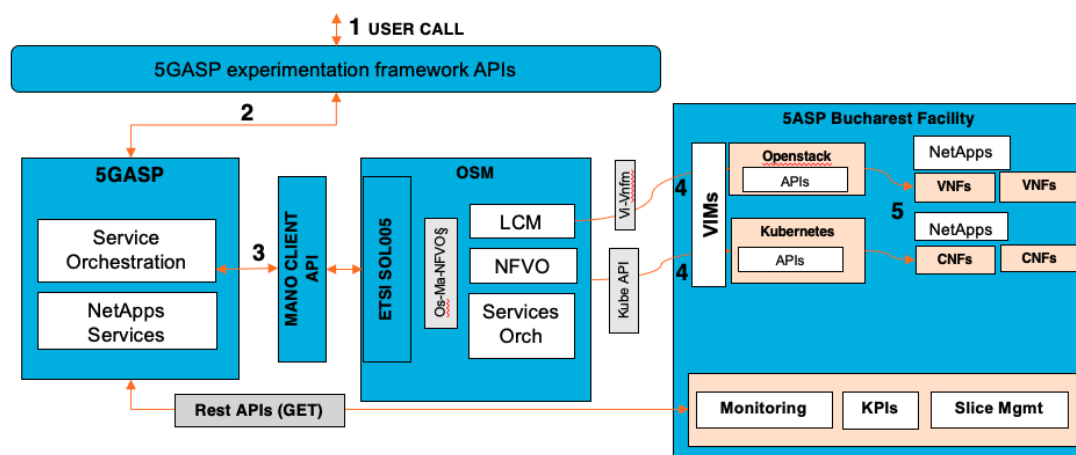 1 USER CALL
5GASP experimentation framework APIs
2
5GASP
Service
Orchestration
NetApps
Services
3
MANO CLIENT
API
OSM
ETSI SOL005
Os-Ma-NFVO§
LCM
NFVO
Services
Orch
Vi-Vnfm
Kube API
4
4
5ASP Bucharest Facility
VIMs
Openstack
APIs
Kubernetes
APIs
NetApps
VNFs
VNFs
5
NetApps
CNFs
CNFs
Rest APIs (GET)
Monitoring
KPIs
Slice Mgmt